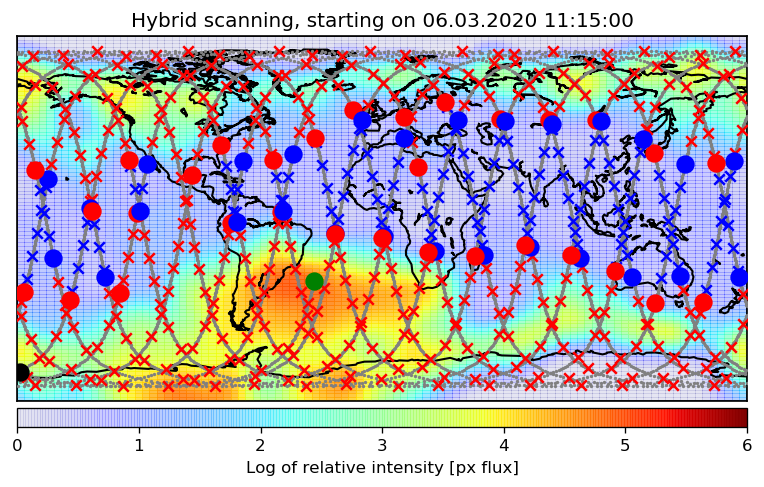 Hybrid scanning, starting on 06.03.2020 11:15:00
0 1 2 3 4 5 6
Log of relative intensity [px flux]